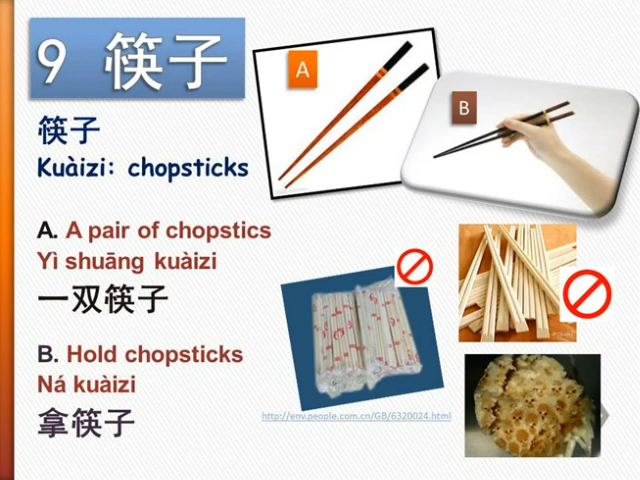 9 筷子
筷子
Kuàizi: chopsticks
A. A pair of chopstics
Yì shuāng kuàizi
一双筷子
B. Hold chopsticks
Ná kuàizi
拿筷子
A
B
http://env.people.com.cn/GB/6320024.html